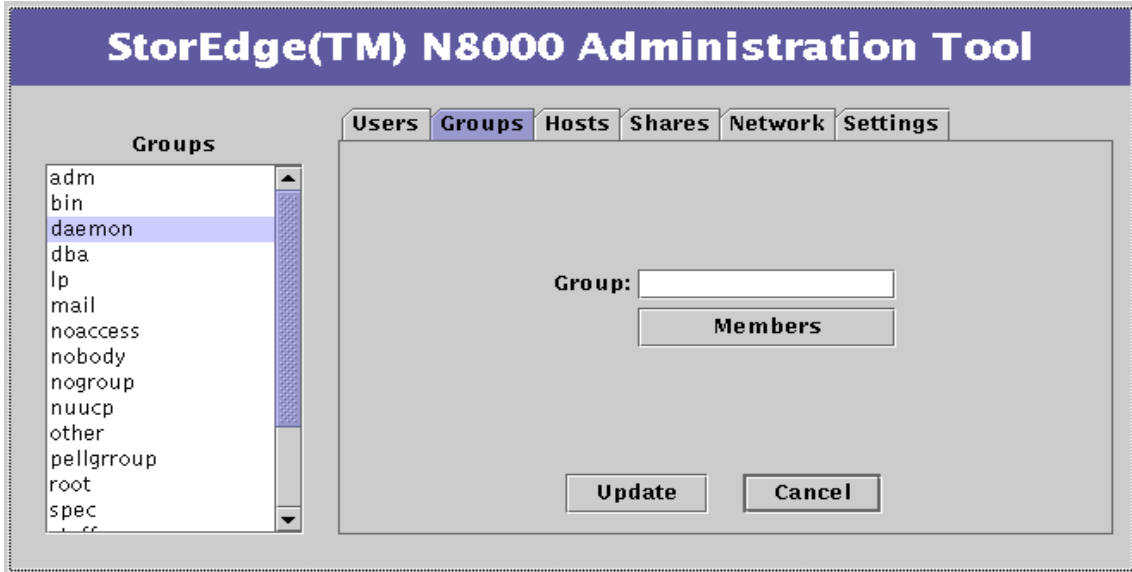 StorEdge(TM) N8000 Administration Tool
Users Groups Hosts Shares Network Settings
Groups
adm
bin
daemon
dba
lp
mail
noaccess
nobody
nogroup
nuucp
other
pellgrroup
root
spec
Group:
Members
Update Cancel